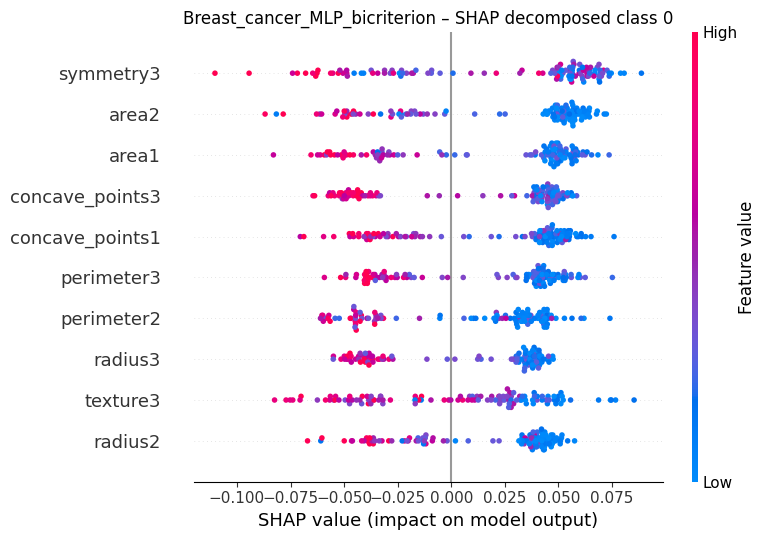 Breast_cancer_MLP_bicriterion – SHAP decomposed class 0
High
symmetry3
area2
area1
concave_points3
concave_points1
perimeter3
perimeter2
radius3
texture3
radius2
Feature value
Low
−0.100 −0.075 −0.050 −0.025 0.000 0.025 0.050 0.075
SHAP value (impact on model output)